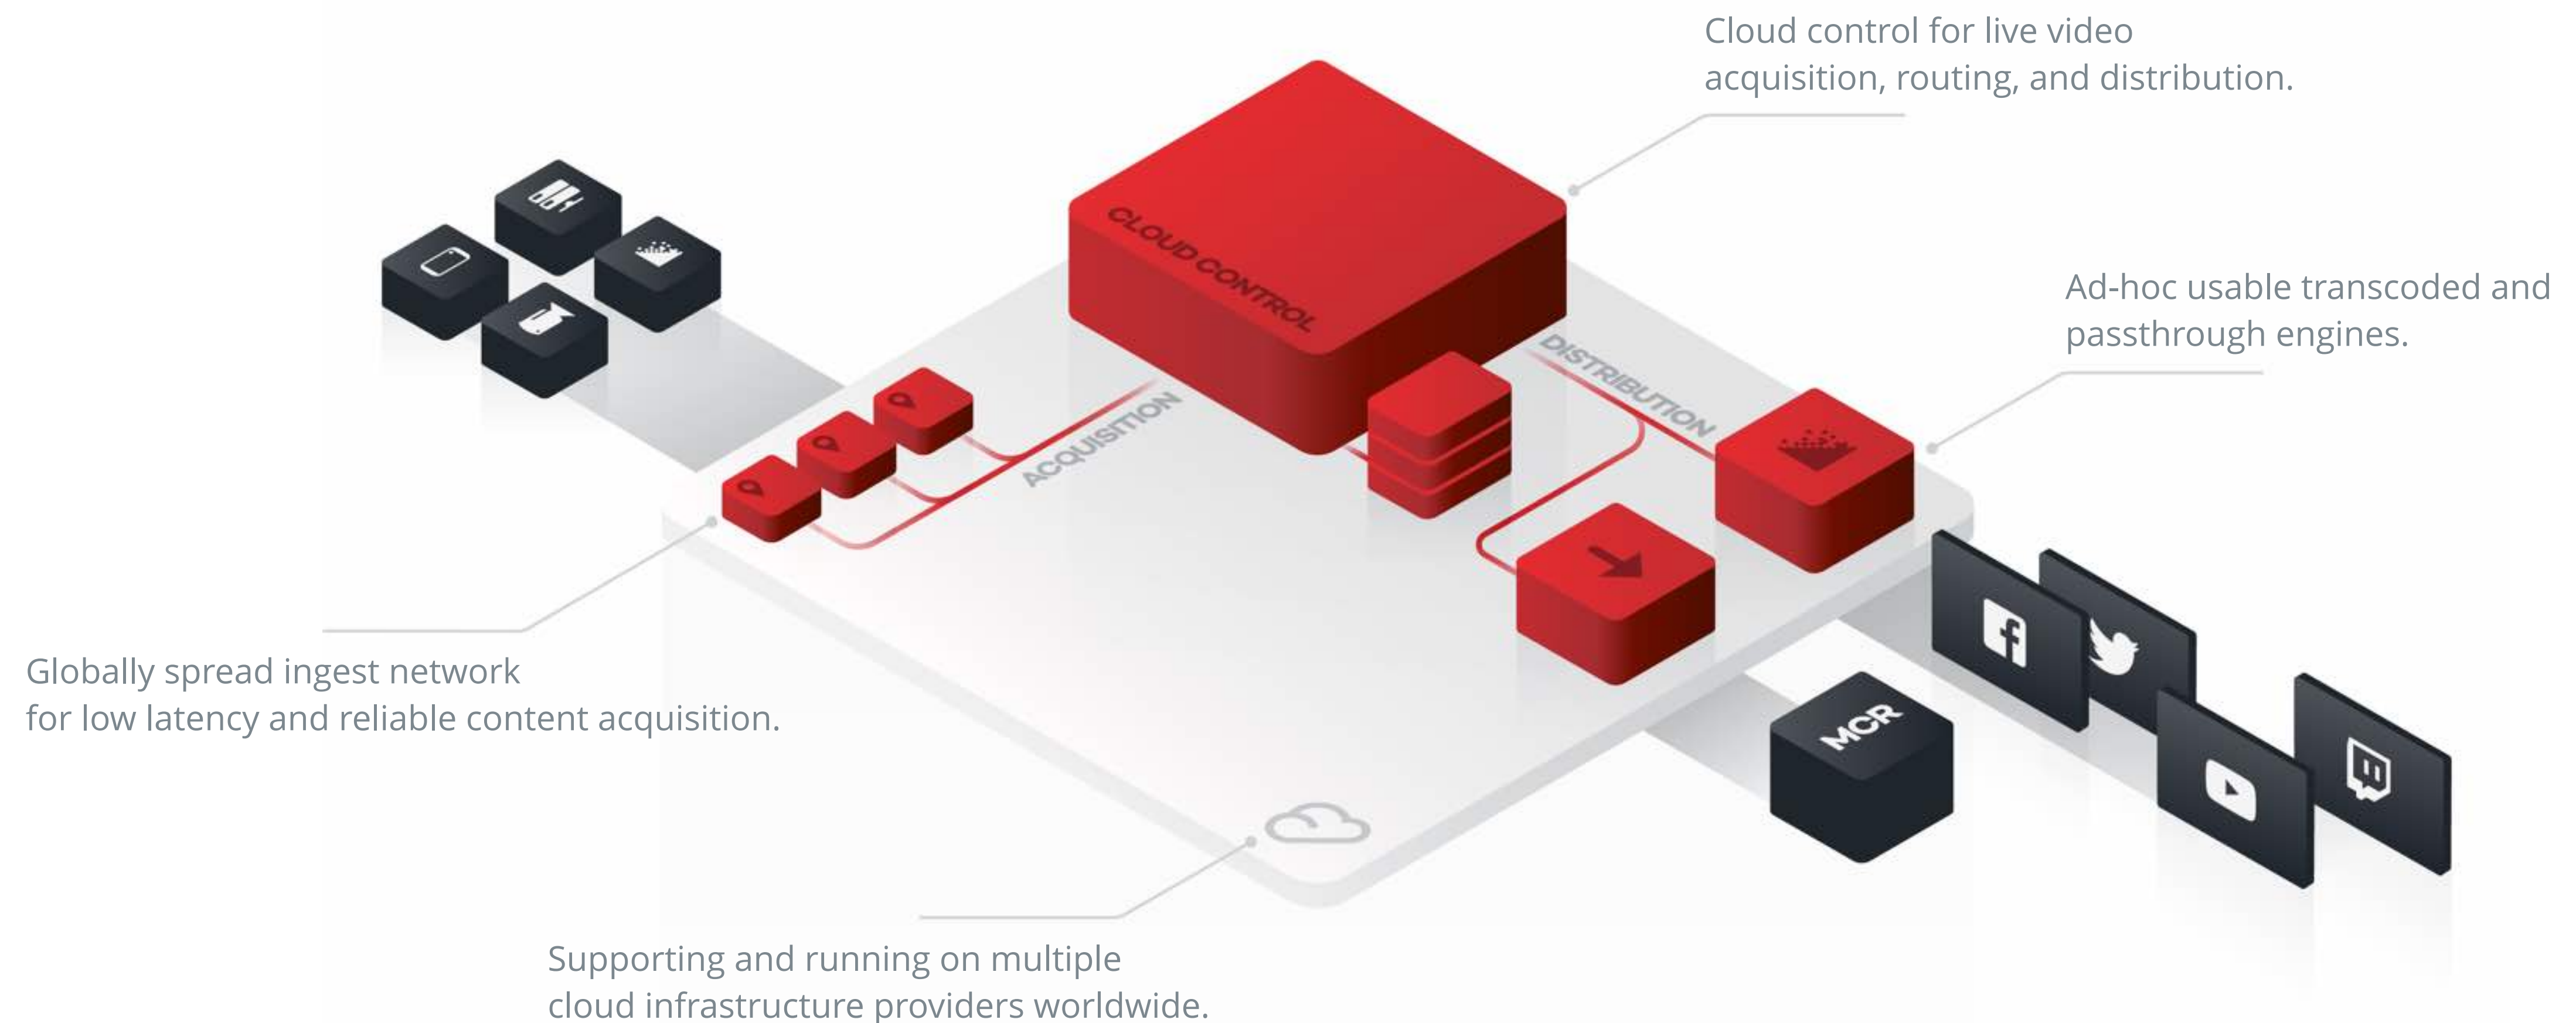 Cloud control for live video
acquisition, routing, and distribution.
CLOUD CONTROL
Ad-hoc usable transcoded and
passthrough engines.
DISTRIBUTION
ACQUISITION
Globally spread ingest network
for low latency and reliable content acquisition.
MCR
Supporting and running on multiple
cloud infrastructure providers worldwide.